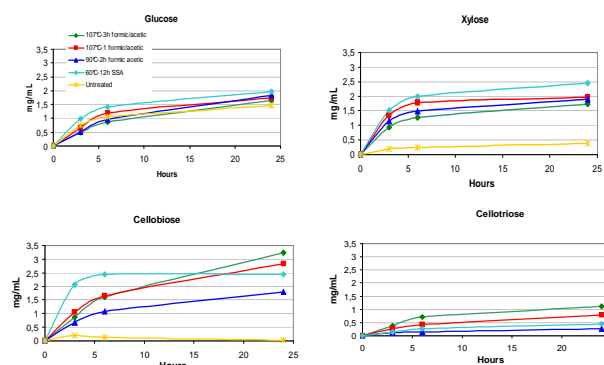 Glucose
107ºC-3h formic/acetic
107ºC-1 formic/acetic
90ºC-2h formic acetic
60ºC-12h SSA
Untreated
mg/mL
3,5
3
2,5
2
1,5
1
0,5
0
0 5 10 15 20 25
Hours
Xylose
mg/mL
3,5
3,0
2,5
2,0
1,5
1,0
0,5
0,0
0 5 10 15 20 25
Hours
Cellobiose
mg/mL
3,5
3
2,5
2
1,5
1
0,5
0
0 5 10 15 20 25
Hours
Cellotriose
mg/mL
3,5
3
2,5
2
1,5
1
0,5
0
0 5 10 15 20
Hours